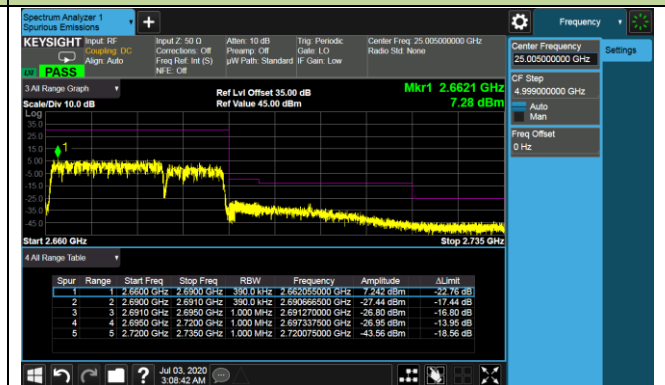 Spectrum Analyzer 1
Spurious Emissions
+
Frequency
KEYSIGHT
PASS
Input: RF
Coupling: DC
Align: Auto
Input Z: 50 Ω
Corrections: Off
Freq Ref: Int (S)
NFE: Off
Atten: 10 dB
Preamp: Off
µW Path: Standard
Trig: Periodic
Gate: LO
IF Gain: Low
Center Freq: 25.005000000 GHz
Radio Std: None
Center Frequency
25.005000000 GHz
Settings
CF Step
4.999000000 GHz
Auto
Man
Freq Offset
0 Hz
3 All Range Graph
Scale/Div 10.0 dB
Ref Lvl Offset 35.00 dB
Ref Value 45.00 dBm
Mkr1 2.6621 GHz
7.28 dBm
Log
35.0
25.0
15.0
5.00
-5.00
-15.0
-25.0
-35.0
-45.0
1
Start 2.660 GHz
Stop 2.735 GHz
4 All Range Table
Spur Range Start Freq Stop Freq RBW Frequency Amplitude ΔLimit
1 1 2.6600 GHz 2.6900 GHz 390.0 kHz 2.662055000 GHz 7.242 dBm -22.76 dB
2 2 2.6900 GHz 2.6910 GHz 390.0 kHz 2.690666500 GHz -27.44 dBm -17.44 dB
3 3 2.6910 GHz 2.6950 GHz 1.000 MHz 2.691270000 GHz -26.80 dBm -16.80 dB
4 4 2.6950 GHz 2.7200 GHz 1.000 MHz 2.697337500 GHz -26.95 dBm -13.95 dB
5 5 2.7200 GHz 2.7350 GHz 1.000 MHz 2.720075000 GHz -43.56 dBm -18.56 dB
?
Jul 03, 2020
3:08:42 AM